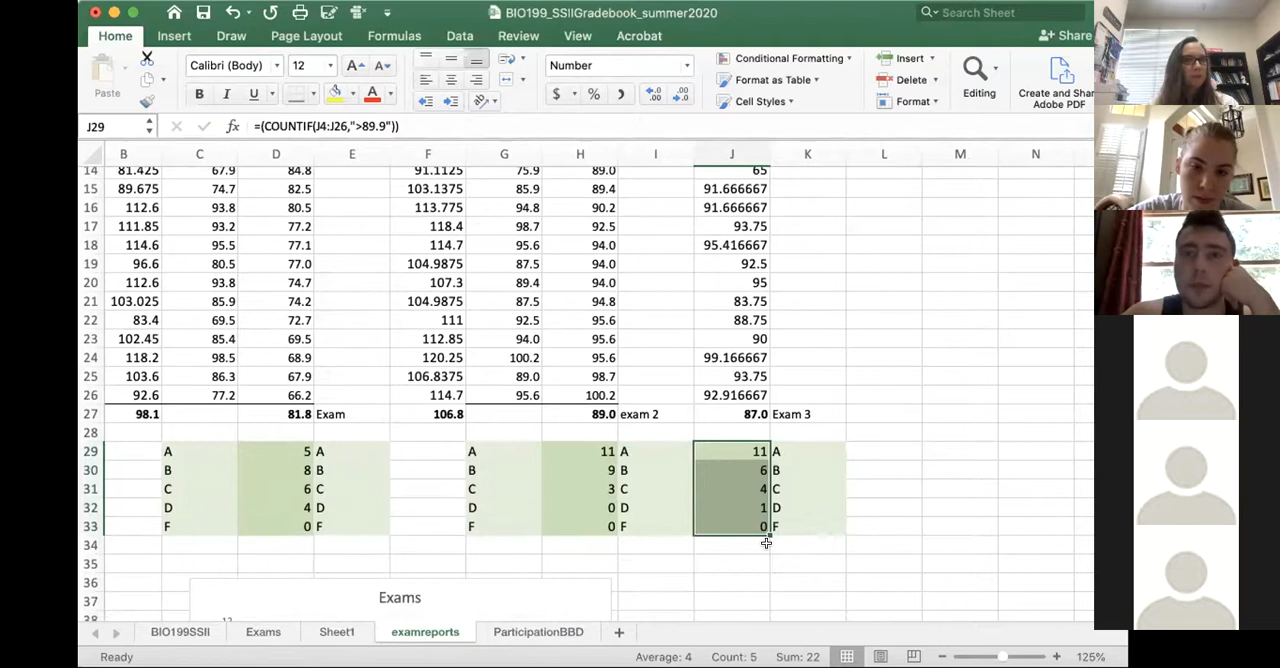 BIO199_SSIIGradebook_summer2020
Search Sheet
Home Insert Draw Page Layout Formulas Data Review View Acrobat Share
Paste
Calibri (Body) 12 A A
B I U A
Number
$ % ,
Conditional Formatting
Format as Table
Cell Styles
Insert
Delete
Format
Editing
Create and Shar
Adobe PDF
J29 fx =(COUNTIF(J4:J26,">89.9"))
B C D E F G H I J K L M N
14 81.425 67.9 84.8 91.1125 75.9 89.0 65
15 89.675 74.7 82.5 103.1375 85.9 89.4 91.666667
16 112.6 93.8 80.5 113.775 94.8 90.2 91.666667
17 111.85 93.2 77.2 118.4 98.7 92.5 93.75
18 114.6 95.5 77.1 114.7 95.6 94.0 95.416667
19 96.6 80.5 77.0 104.9875 87.5 94.0 92.5
20 112.6 93.8 74.7 107.3 89.4 94.0 95
21 103.025 85.9 74.2 104.9875 87.5 94.8 83.75
22 83.4 69.5 72.7 111 92.5 95.6 88.75
23 102.45 85.4 69.5 112.85 94.0 95.6 90
24 118.2 98.5 68.9 120.25 100.2 95.6 99.166667
25 103.6 86.3 67.9 106.8375 89.0 98.7 93.75
26 92.6 77.2 66.2 114.7 95.6 100.2 92.916667
27 98.1 81.8 Exam 106.8 89.0 exam 2 87.0 Exam 3
28
29 A 5 A A 11 A 11 A
30 B 8 B B 9 B 6 B
31 C 6 C C 3 C 4 C
32 D 4 D D 0 D 1 D
33 F 0 F F 0 F 0 F
34
35
36
37 Exams
38 12
BIO199SSII Exams Sheet1 examreports ParticipationBBD +
Ready Average: 4 Count: 5 Sum: 22 125%